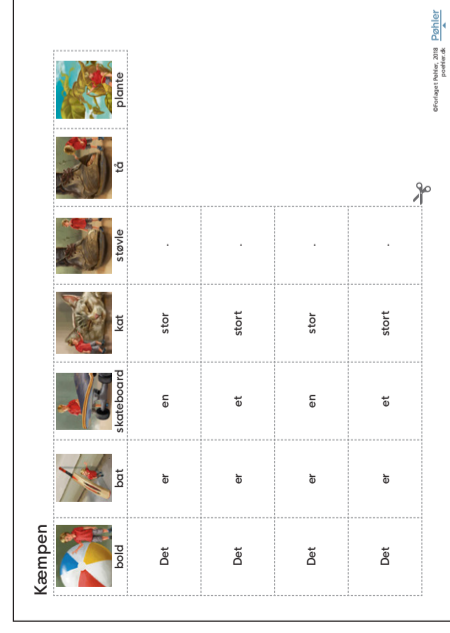 Kæmpen
bold bat skateboard kat støvle tå plante
Det er en stor .
Det er et stort .
Det er en stor .
Det er et stort .
©Forlaget Pøhler, 2018 Pøhler
poehler.dk